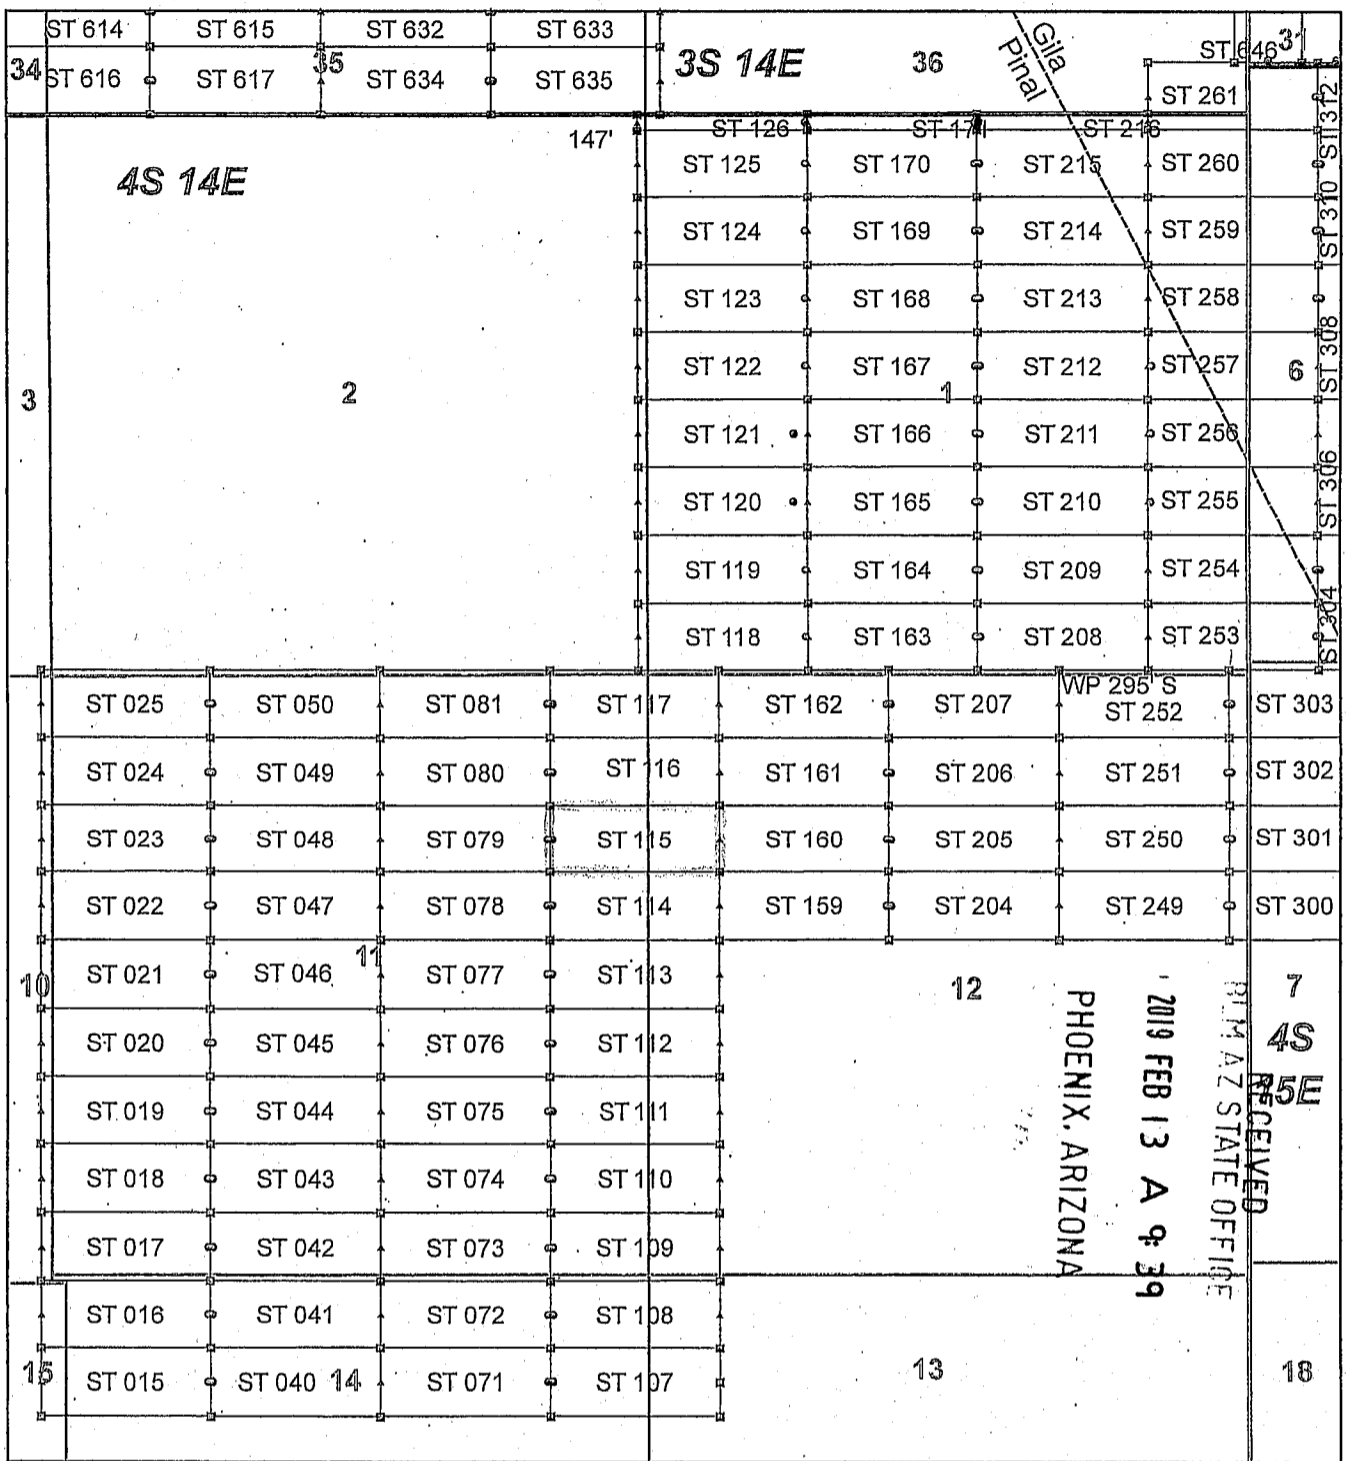 ST 614 ST 615 ST 632 ST 633
34 ST 616 ST 617 35 ST 634 ST 635 3S 14E 36 Gila ST 646 31
Pinal
ST 261 ST 312
147' ST 126 ST 171 ST 216
4S 14E ST 125 ST 170 ST 215 ST 260
ST 124 ST 169 ST 214 ST 259 ST 310
ST 123 ST 168 ST 213 ST 258
ST 122 ST 167 ST 212 ST 257 6 ST 308
3 2 1
ST 121 ST 166 ST 211 ST 256
ST 120 ST 165 ST 210 ST 255 ST 306
ST 119 ST 164 ST 209 ST 254
ST 118 ST 163 ST 208 ST 253 ST 304
WP 295' S
ST 025 ST 050 ST 081 ST 117 ST 162 ST 207 ST 252 ST 303
ST 024 ST 049 ST 080 ST 116 ST 161 ST 206 ST 251 ST 302
ST 023 ST 048 ST 079 ST 115 ST 160 ST 205 ST 250 ST 301
ST 022 ST 047 ST 078 ST 114 ST 159 ST 204 ST 249 ST 300
10 ST 021 ST 046 11 ST 077 ST 113 12 7
ST 020 ST 045 ST 076 ST 112 4S
ST 019 ST 044 ST 075 ST 111 15E
ST 018 ST 043 ST 074 ST 110
ST 017 ST 042 ST 073 ST 109
ST 016 ST 041 ST 072 ST 108
15 ST 015 ST 040 14 ST 071 ST 107 13 18
RECEIVED
BLM AZ STATE OFFICE
2019 FEB 13 A 9:39
PHOENIX, ARIZONA